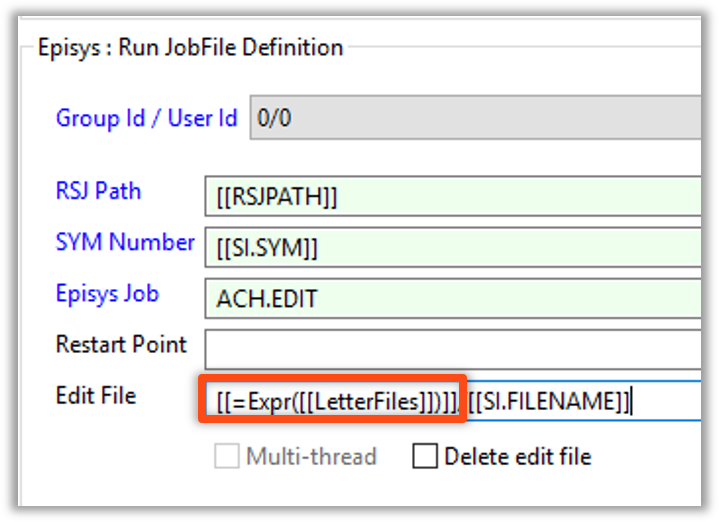 Episys : Run JobFile Definition
Group Id / User Id 0/0
RSJ Path [[RSJPATH]]
SYM Number [[SI.SYM]]
Episys Job ACH.EDIT
Restart Point
Edit File [[=Expr([[LetterFiles]])]]/[[SI.FILENAME]]
Multi-thread Delete edit file